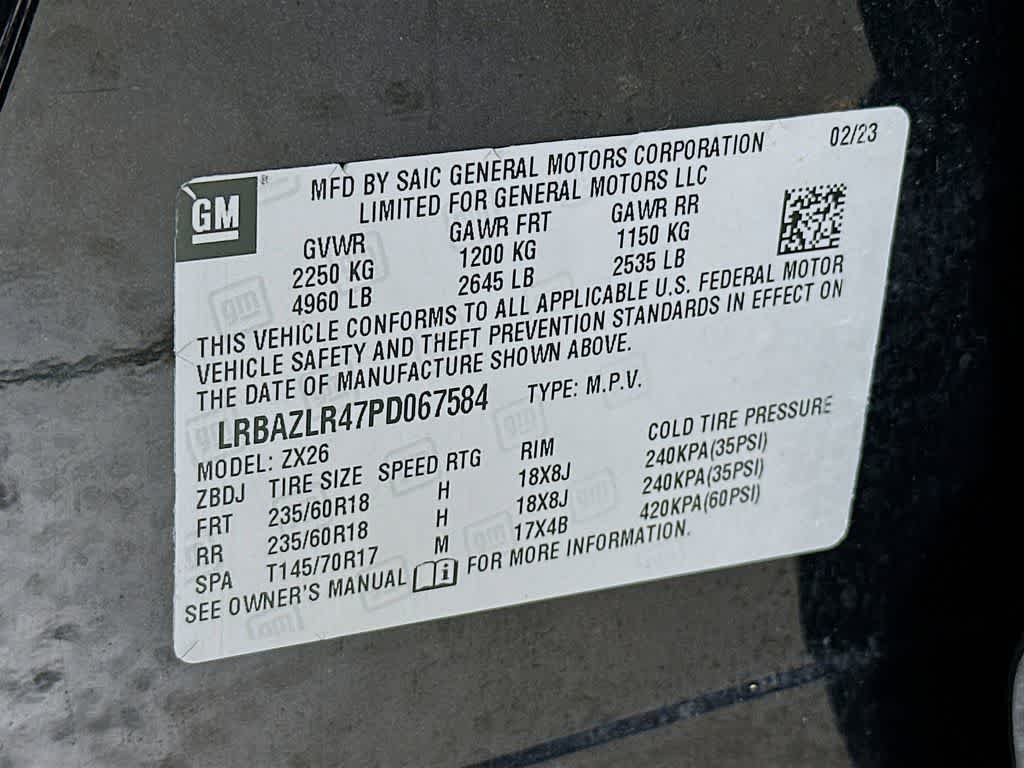 02/23
GM ®
MFD BY SAIC GENERAL MOTORS CORPORATION
LIMITED FOR GENERAL MOTORS LLC
GVWR GAWR FRT GAWR RR
2250 KG 1200 KG 1150 KG
4960 LB 2645 LB 2535 LB
THIS VEHICLE CONFORMS TO ALL APPLICABLE U.S. FEDERAL MOTOR
VEHICLE SAFETY AND THEFT PREVENTION STANDARDS IN EFFECT ON
THE DATE OF MANUFACTURE SHOWN ABOVE.
LRBAZLR47PD067584 TYPE: M.P.V.
MODEL: ZX26
ZBDJ TIRE SIZE SPEED RTG RIM COLD TIRE PRESSURE
FRT 235/60R18 H 18X8J 240KPA(35PSI)
RR 235/60R18 H 18X8J 240KPA(35PSI)
SPA T145/70R17 M 17X4B 420KPA(60PSI)
SEE OWNER'S MANUAL i FOR MORE INFORMATION.